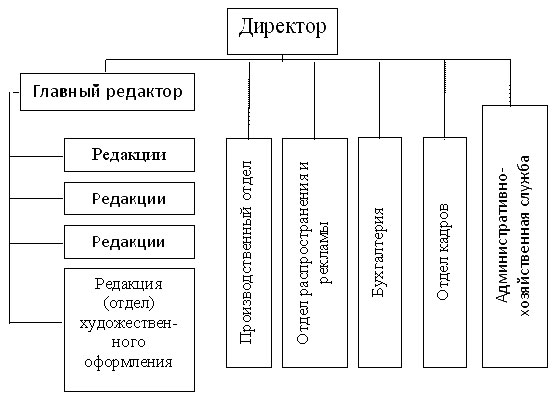 Директор
Главный редактор
Редакции
Редакции
Редакции
Редакция
(отдел)
художествен-
ного
оформления
Производственный отдел
Отдел распространения и
рекламы
Бухгалтерия
Отдел кадров
Административно-
хозяйственная служба